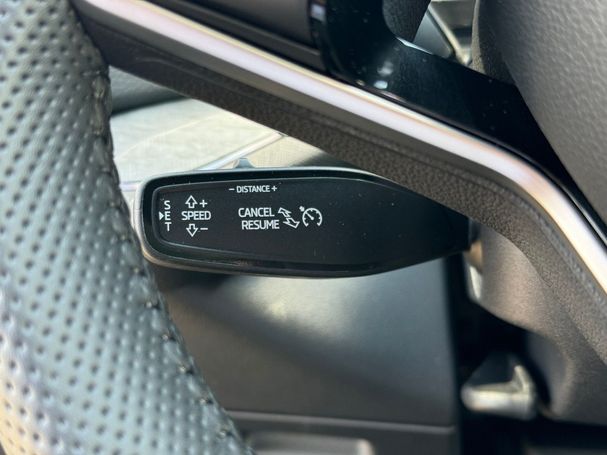 − DISTANCE +
SET
+
SPEED
−
CANCEL
RESUME